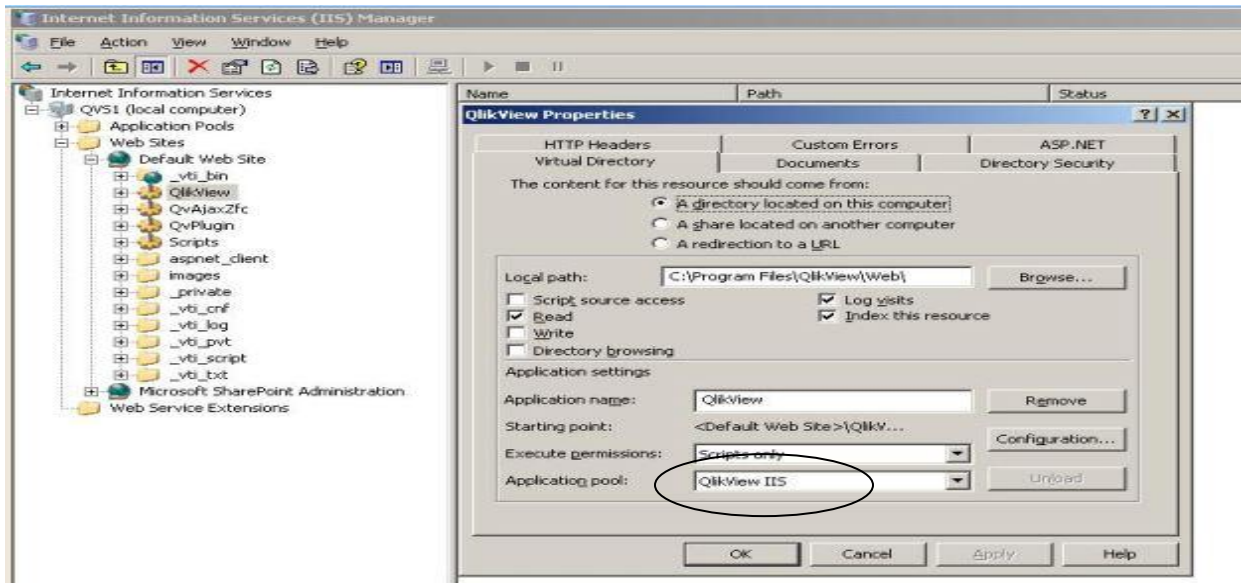 Internet Information Services (IIS) Manager
File Action View Window Help
Internet Information Services
QVS1 (local computer)
Application Pools
Web Sites
Default Web Site
_vti_bin
QlikView
QvAjaxZfc
QvPlugin
Scripts
aspnet_client
images
_private
_vti_cnf
_vti_log
_vti_pvt
_vti_script
_vti_txt
Microsoft SharePoint Administration
Web Service Extensions
Name Path Status
QlikView Properties
HTTP Headers Custom Errors ASP.NET
Virtual Directory Documents Directory Security
The content for this resource should come from:
A directory located on this computer
A share located on another computer
A redirection to a URL
Local path: C:\Program Files\QlikView\Web\ Browse...
Script source access Log visits
Read Index this resource
Write
Directory browsing
Application settings
Application name: QlikView Remove
Starting point: <Default Web Site>\QlikV...
Configuration...
Execute permissions: Scripts only
Application pool: QlikView IIS Unload
OK Cancel Apply Help